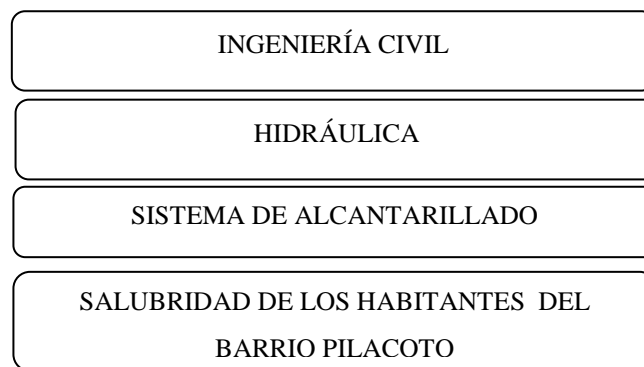 INGENIERÍA CIVIL
HIDRÁULICA
SISTEMA DE ALCANTARILLADO
SALUBRIDAD DE LOS HABITANTES DEL
BARRIO PILACOTO